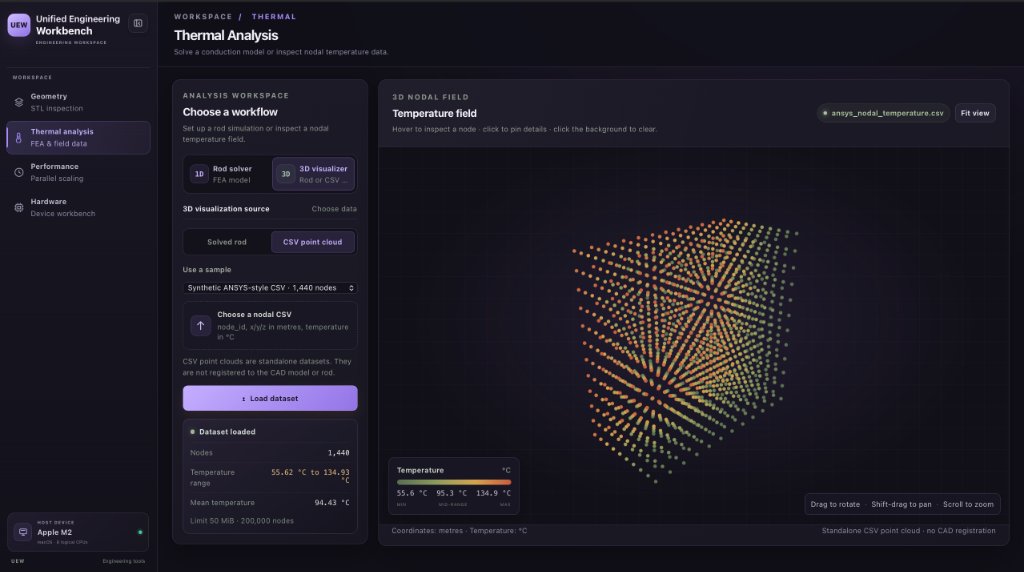 UEW
Unified Engineering
Workbench
ENGINEERING WORKSPACE
WORKSPACE
Geometry
STL inspection
Thermal analysis
FEA & field data
Performance
Parallel scaling
Hardware
Device workbench
HOST DEVICE
Apple M2
macOS · 8 logical CPUs
UEW
Engineering tools
WORKSPACE / THERMAL
Thermal Analysis
Solve a conduction model or inspect nodal temperature data.
ANALYSIS WORKSPACE
Choose a workflow
Set up a rod simulation or inspect a nodal
temperature field.
1D
Rod solver
FEA model
3D
3D visualizer
Rod or CSV ...
3D visualization source
Choose data
Solved rod
CSV point cloud
Use a sample
Synthetic ANSYS-style CSV · 1,440 nodes
Choose a nodal CSV
node_id, x/y/z in metres, temperature
in °C
CSV point clouds are standalone datasets. They
are not registered to the CAD model or rod.
Load dataset
Dataset loaded
Nodes
1,440
Temperature
range
55.62 °C to 134.93
°C
Mean temperature
94.43 °C
Limit 50 MiB · 200,000 nodes
3D NODAL FIELD
Temperature field
Hover to inspect a node · click to pin details · click the background to clear.
ansys_nodal_temperature.csv
Fit view
Temperature
°C
55.6 °C
95.3 °C
134.9 °C
MIN
MID-RANGE
MAX
Drag to rotate · Shift-drag to pan · Scroll to zoom
Coordinates: metres · Temperature: °C
Standalone CSV point cloud · no CAD registration